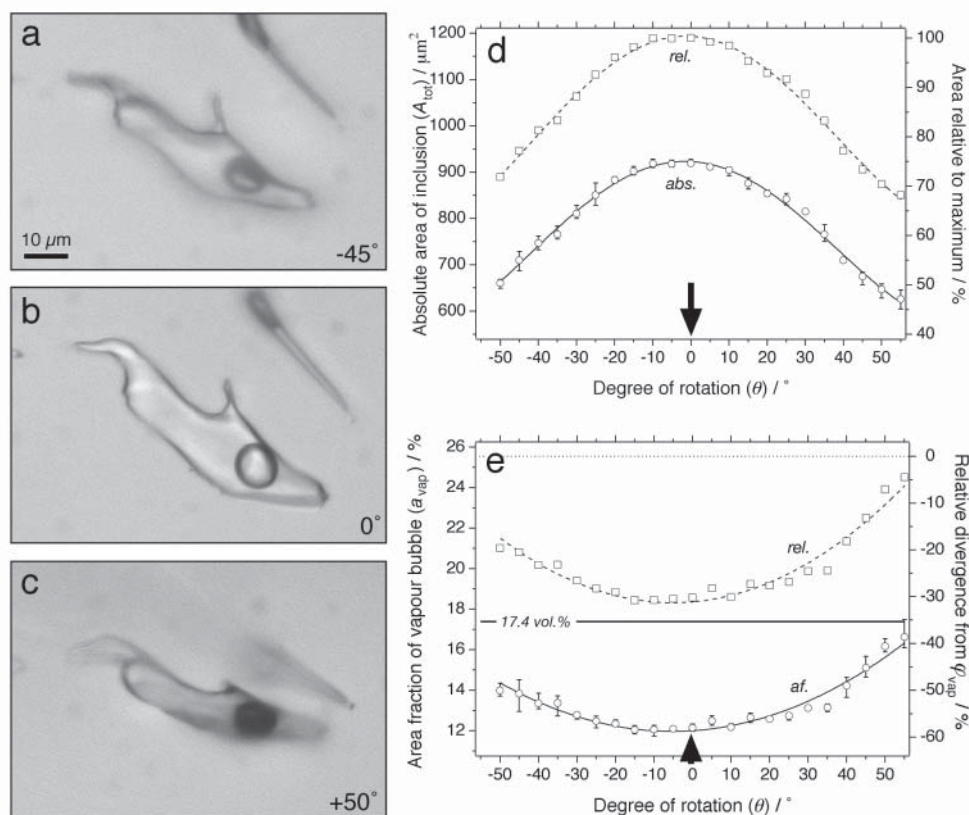 a
10 µm
-45°
b
0°
c
+50°
d
Absolute area of inclusion (A_tot) / µm²
1200
1100
1000
900
800
700
600
rel.
abs.
100
90
80
70
60
50
40
Area relative to maximum / %
-50 -40 -30 -20 -10 0 10 20 30 40 50
Degree of rotation (θ) / °
e
Area fraction of vapour bubble (a_vap) / %
26
24
22
20
18
16
14
12
rel.
17.4 vol.%
af.
0
-10
-20
-30
-40
-50
-60
Relative divergence from φ_vap / %
-50 -40 -30 -20 -10 0 10 20 30 40 50
Degree of rotation (θ) / °